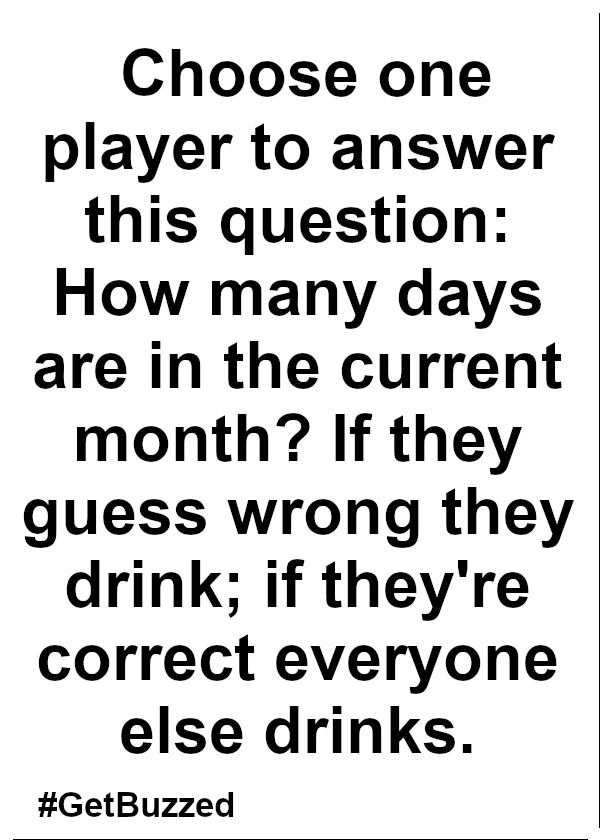 Choose one
player to answer
this question:
How many days
are in the current
month? If they
guess wrong they
drink; if they're
correct everyone
else drinks.
#GetBuzzed